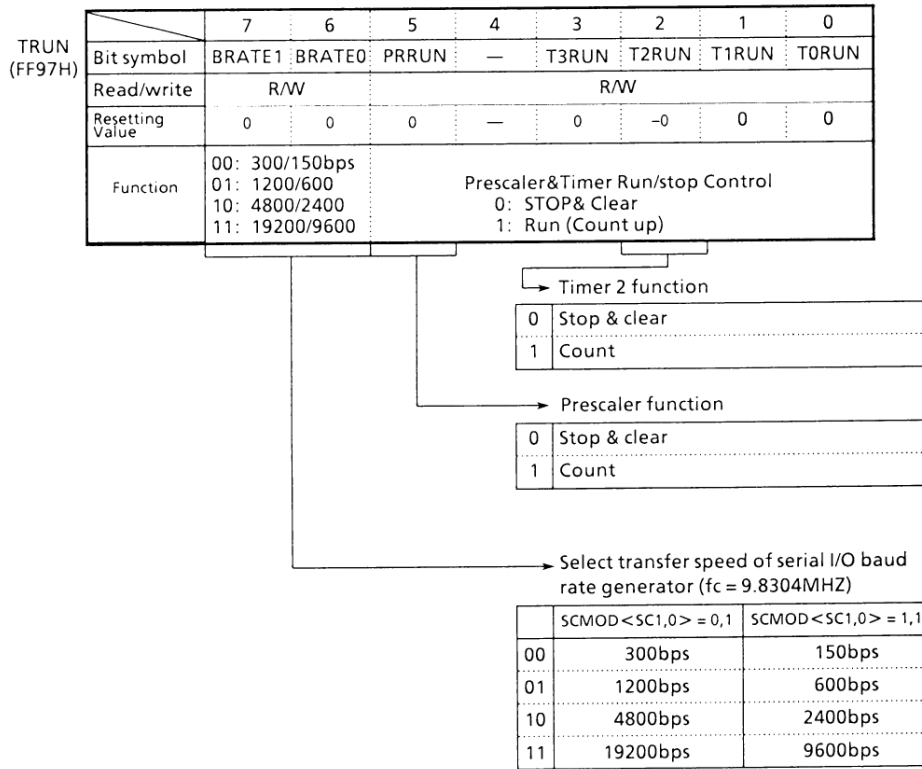 7 6 5 4 3 2 1 0
TRUN
(FF97H)
Bit symbol BRATE1 BRATE0 PRRUN — T3RUN T2RUN T1RUN T0RUN
Read/write R/W R/W
Resetting Value 0 0 0 — 0 –0 0 0
Function
00: 300/150bps
01: 1200/600
10: 4800/2400
11: 19200/9600
Prescaler&Timer Run/stop Control
0: STOP& Clear
1: Run (Count up)
Timer 2 function
0 Stop & clear
1 Count
Prescaler function
0 Stop & clear
1 Count
Select transfer speed of serial I/O baud
rate generator (fc = 9.8304MHZ)
SCMOD<SC1,0> = 0,1 SCMOD<SC1,0> = 1,1
00 300bps 150bps
01 1200bps 600bps
10 4800bps 2400bps
11 19200bps 9600bps